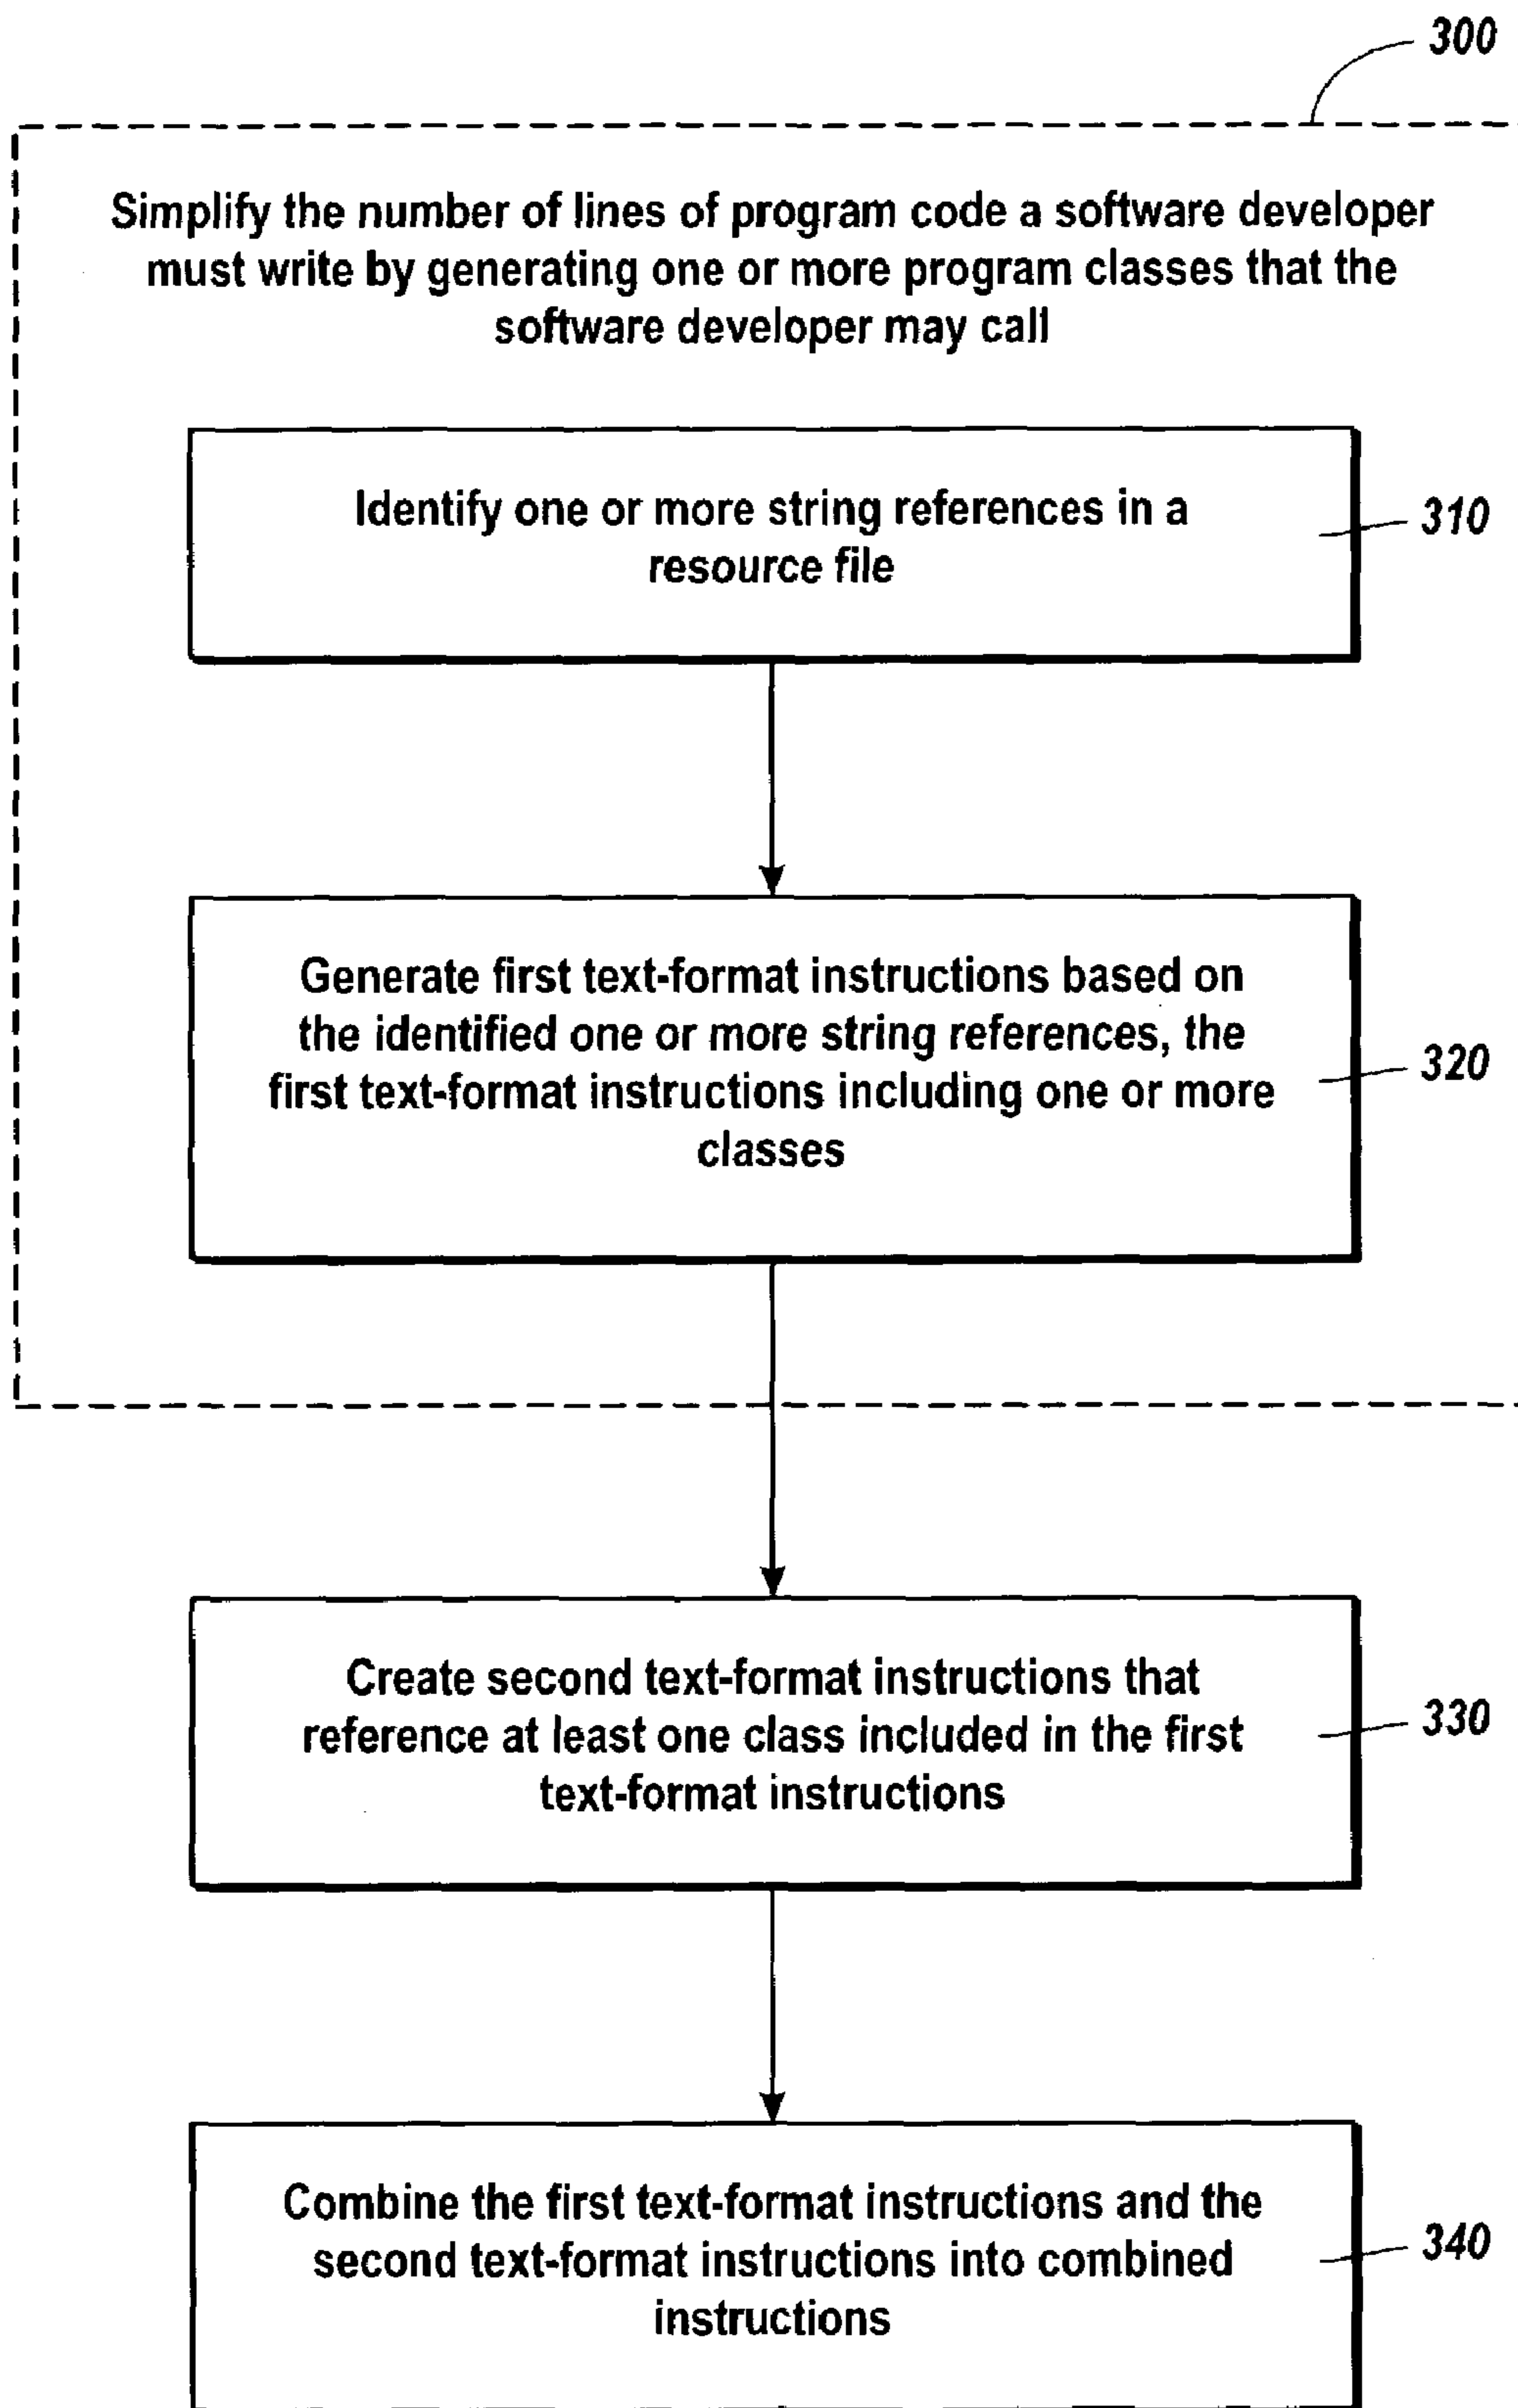 300
Simplify the number of lines of program code a software developer
must write by generating one or more program classes that the
software developer may call
Identify one or more string references in a
resource file
310
Generate first text-format instructions based on
the identified one or more string references, the
first text-format instructions including one or more
classes
320
Create second text-format instructions that
reference at least one class included in the first
text-format instructions
330
Combine the first text-format instructions and the
second text-format instructions into combined
instructions
340